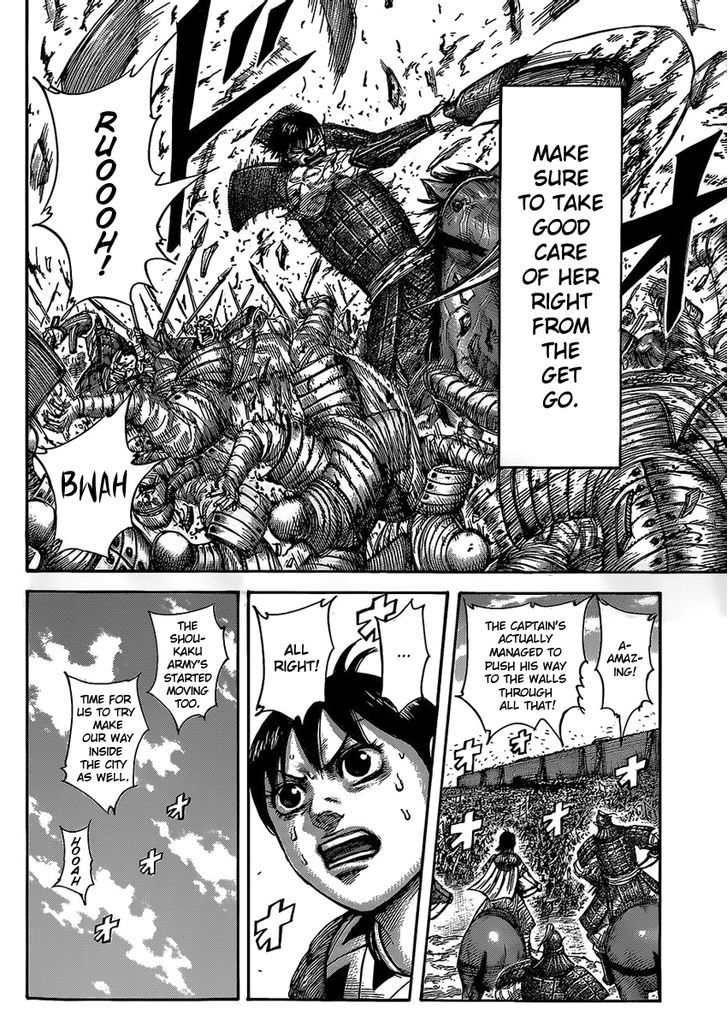 MAKE
SURE
TO TAKE
GOOD
CARE
OF HER
RIGHT
FROM
THE
GET
GO.
ド
ド
RUOOOH!
BWAH
A-
AMAZ-
ING!
THE CAPTAIN'S
ACTUALLY
MANAGED TO
PUSH HIS WAY
TO THE WALLS
THROUGH
ALL THAT!
...
ALL
RIGHT!
THE
SHOU-
KAKU
ARMY'S
STARTED
MOVING
TOO.
TIME FOR
US TO TRY
MAKE OUR
WAY
INSIDE
THE CITY
AS WELL.
HOOAH